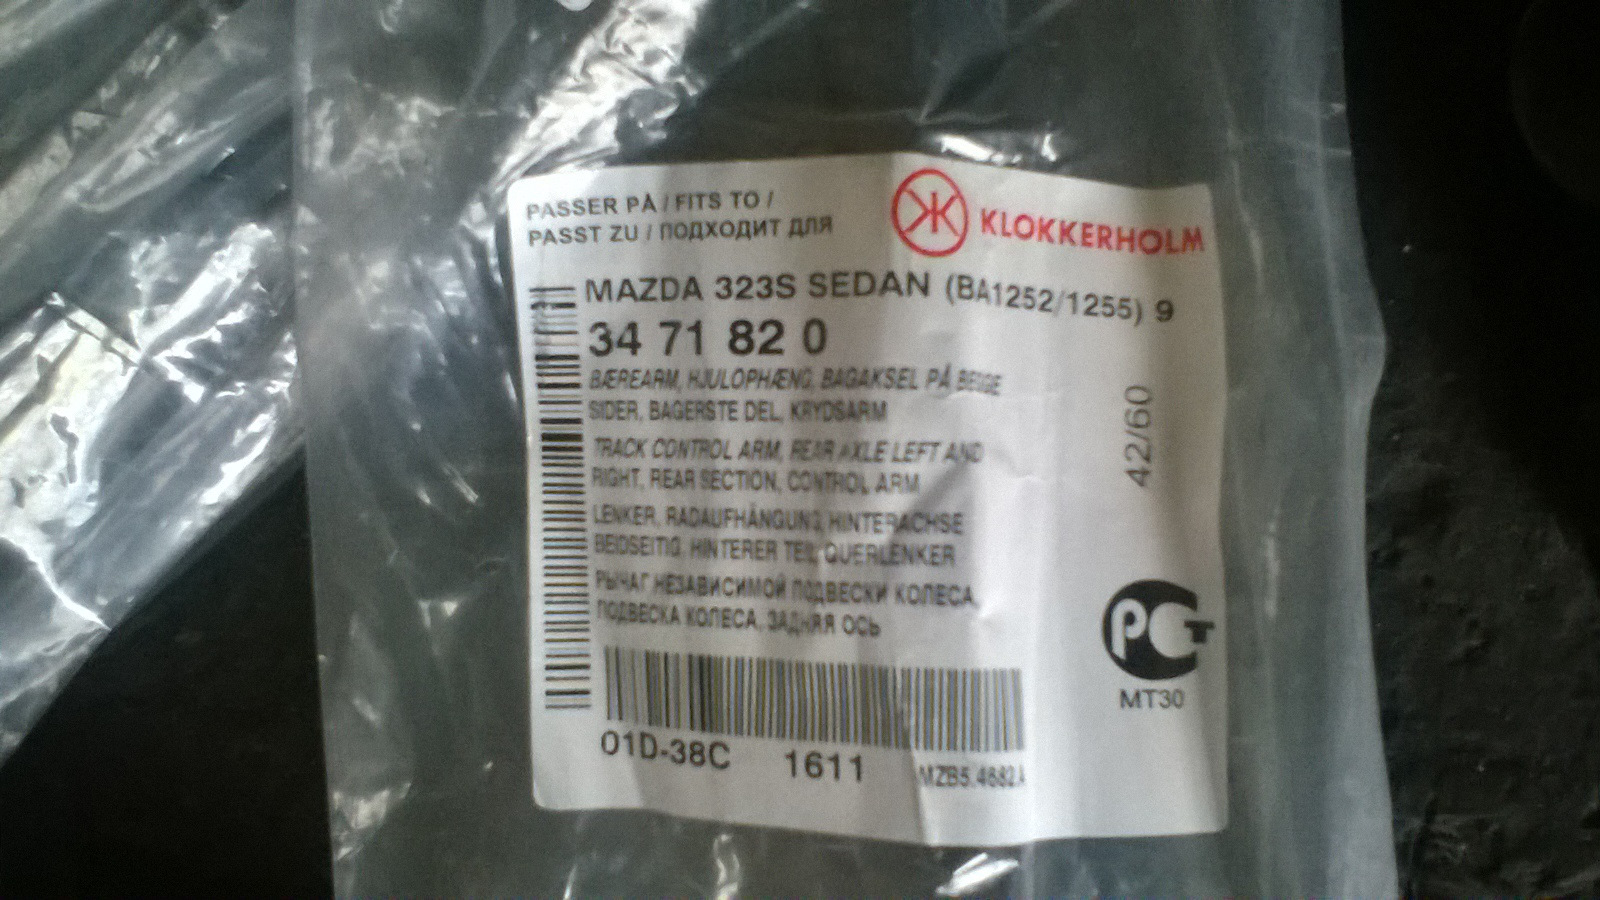 PASSER PÅ / FITS TO /
PASST ZU / ПОДХОДИТ ДЛЯ
KLOKKERHOLM
MAZDA 323S SEDAN (BA1252/1255) 9
34 71 82 0
BÆREARM, HJULOPHÆNG, BAGAKSEL PÅ BEGGE
SIDER, BAGERSTE DEL, KRYDSARM
TRACK CONTROL ARM, REAR AXLE LEFT AND
RIGHT, REAR SECTION, CONTROL ARM
LENKER, RADAUFHÄNGUNG, HINTERACHSE
BEIDSEITIG, HINTERER TEIL, QUERLENKER
РЫЧАГ НЕЗАВИСИМОЙ ПОДВЕСКИ КОЛЕСА,
ПОДВЕСКА КОЛЕСА, ЗАДНЯЯ ОСЬ
42/60
РСТ
MT30
01D-38C 1611